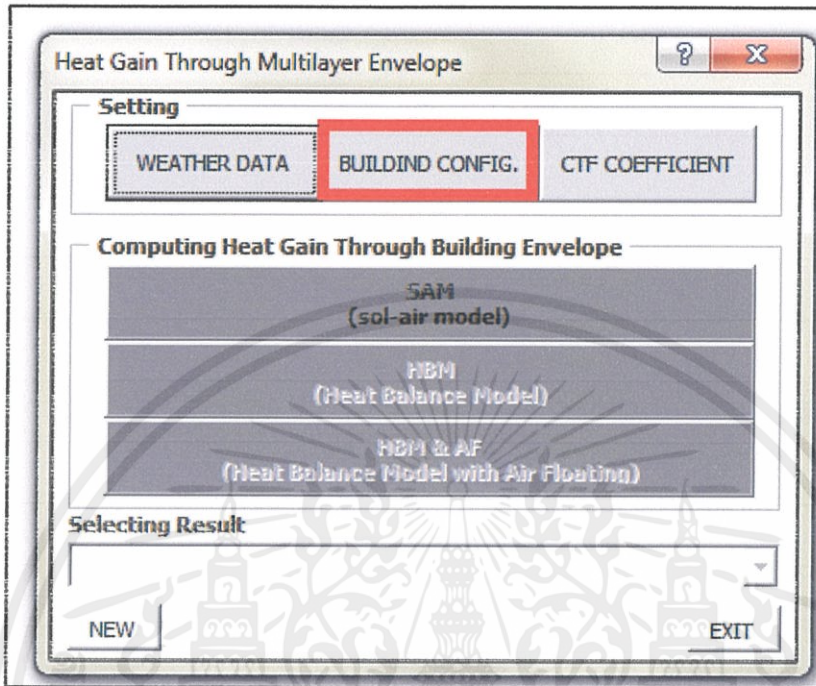 Heat Gain Through Multilayer Envelope ? X
Setting
WEATHER DATA BUILDIND CONFIG. CTF COEFFICIENT
Computing Heat Gain Through Building Envelope
SAM
(sol-air model)
HBM
(Heat Balance Model)
HBM & AF
(Heat Balance Model with Air Floating)
Selecting Result
NEW EXIT